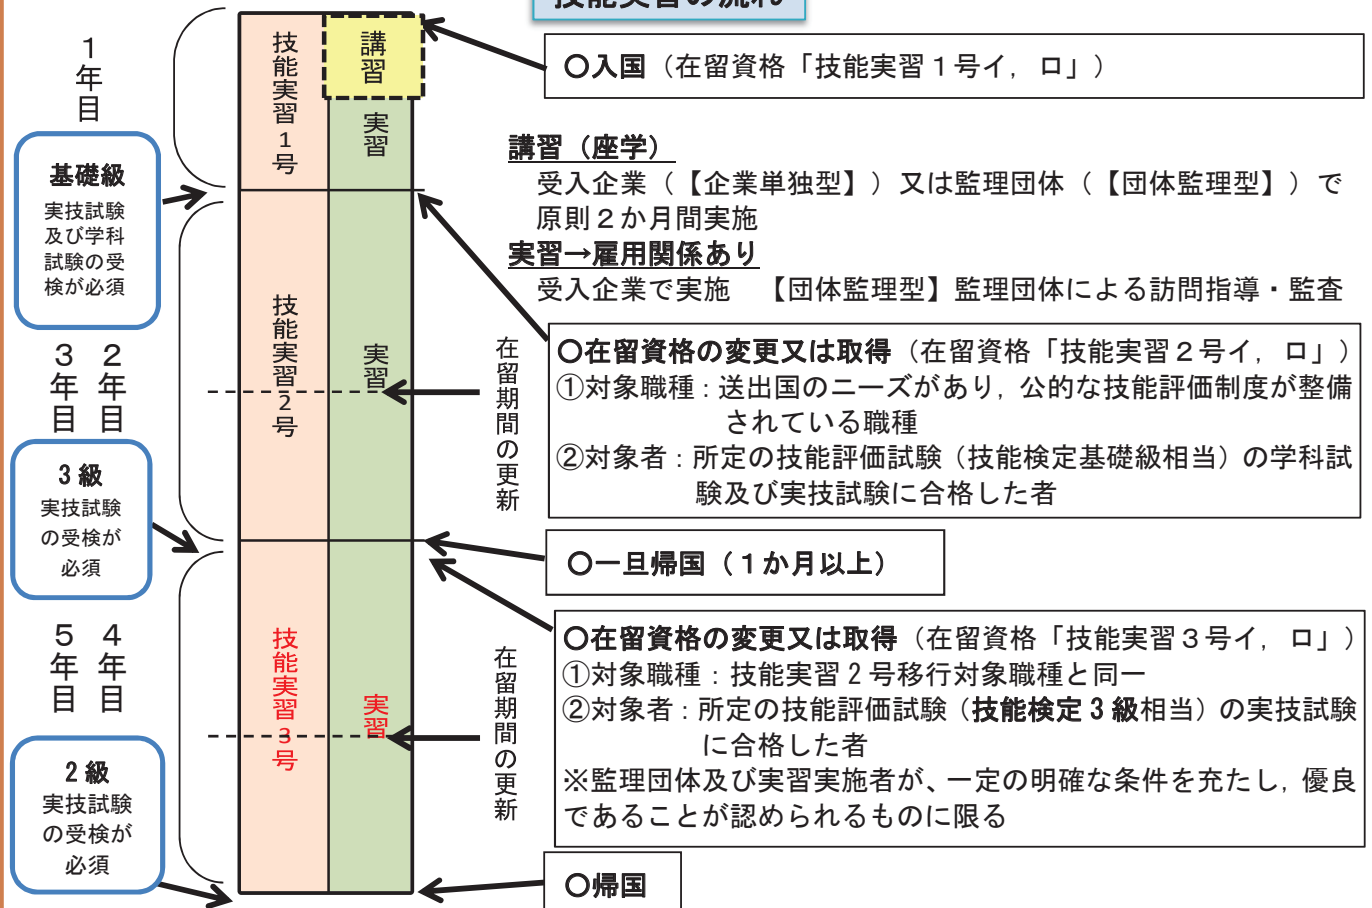 技能実習の流れ
1年目
技能実習1号
講習
実習
〇入国（在留資格「技能実習１号イ，ロ」）
講習（座学）
受入企業（【企業単独型】）又は監理団体（【団体監理型】）で
原則２か月間実施
実習→雇用関係あり
受入企業で実施　【団体監理型】監理団体による訪問指導・監査
基礎級
実技試験
及び学科
試験の受
検が必須
２年目
３年目
技能実習2号
実習
在留期間の更新
〇在留資格の変更又は取得（在留資格「技能実習２号イ，ロ」）
①対象職種：送出国のニーズがあり，公的な技能評価制度が整備
されている職種
②対象者：所定の技能評価試験（技能検定基礎級相当）の学科試
験及び実技試験に合格した者
3級
実技試験
の受検が
必須
〇一旦帰国（１か月以上）
４年目
５年目
技能実習3号
実習
在留期間の更新
〇在留資格の変更又は取得（在留資格「技能実習３号イ，ロ」）
①対象職種：技能実習２号移行対象職種と同一
②対象者：所定の技能評価試験（技能検定３級相当）の実技試験
に合格した者
※監理団体及び実習実施者が、一定の明確な条件を充たし，優良
であることが認められるものに限る
2級
実技試験
の受検が
必須
〇帰国